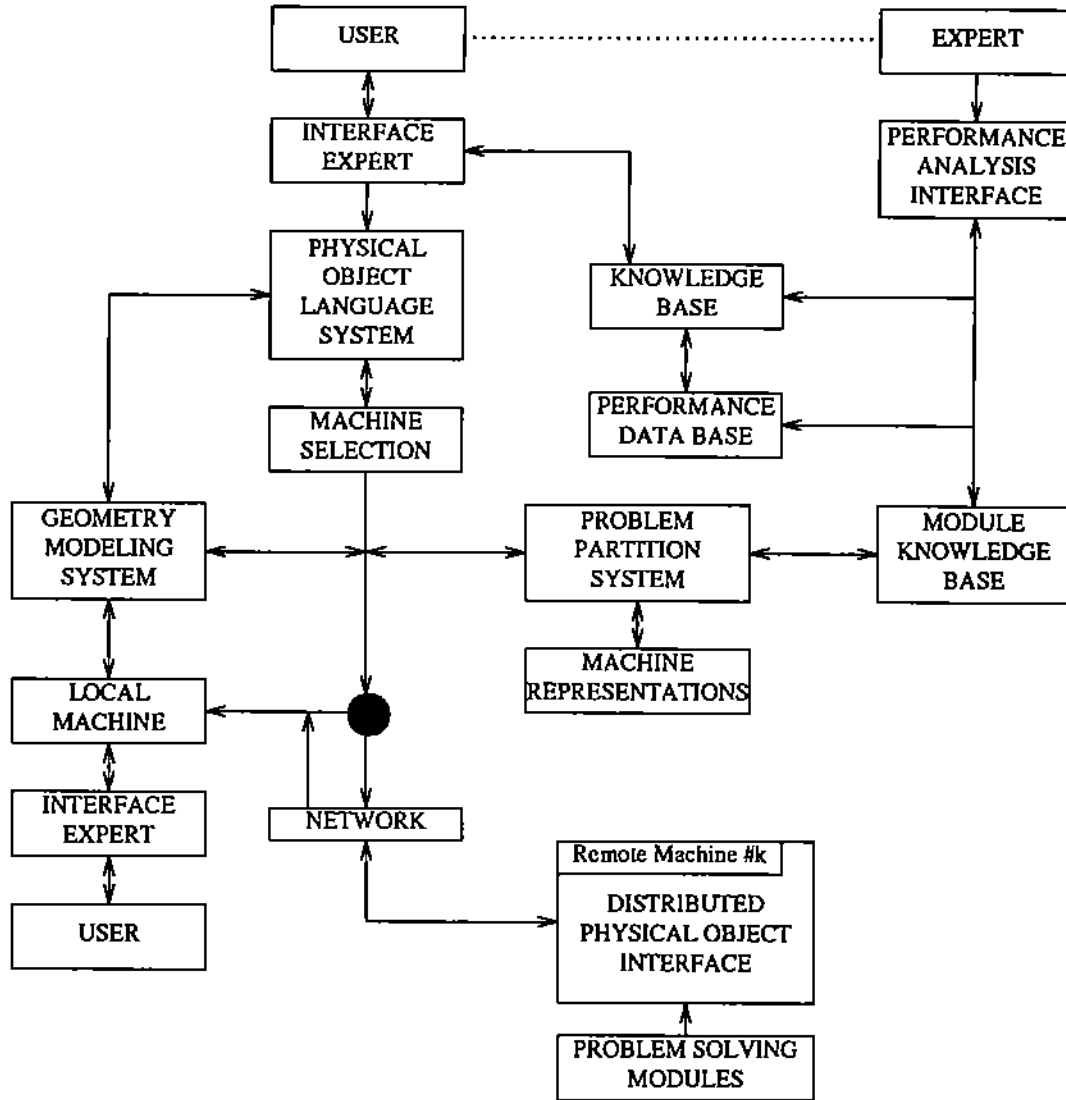 USER
EXPERT
INTERFACE
EXPERT
PERFORMANCE
ANALYSIS
INTERFACE
PHYSICAL
OBJECT
LANGUAGE
SYSTEM
KNOWLEDGE
BASE
MACHINE
SELECTION
PERFORMANCE
DATA BASE
GEOMETRY
MODELING
SYSTEM
PROBLEM
PARTITION
SYSTEM
MODULE
KNOWLEDGE
BASE
MACHINE
REPRESENTATIONS
LOCAL
MACHINE
INTERFACE
EXPERT
NETWORK
USER
Remote Machine #k
DISTRIBUTED
PHYSICAL OBJECT
INTERFACE
PROBLEM SOLVING
MODULES